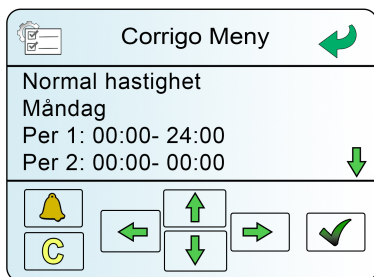 Corrigo Meny
Normal hastighet
Måndag
Per 1: 00:00- 24:00
Per 2: 00:00- 00:00
C